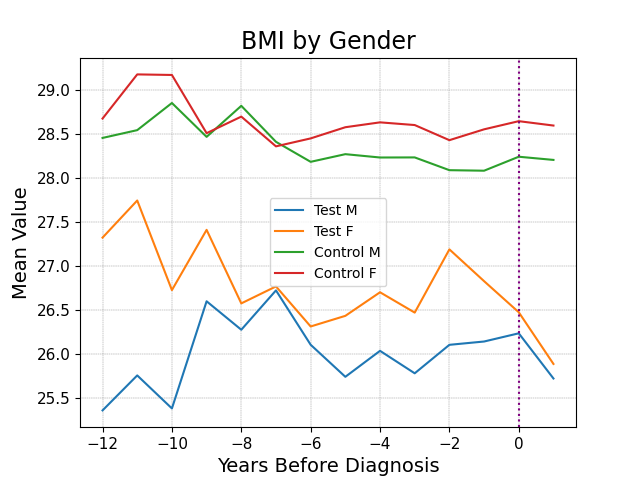 BMI by Gender
Mean Value
29.0
28.5
28.0
27.5
27.0
26.5
26.0
25.5
Test M
Test F
Control M
Control F
−12 −10 −8 −6 −4 −2 0
Years Before Diagnosis